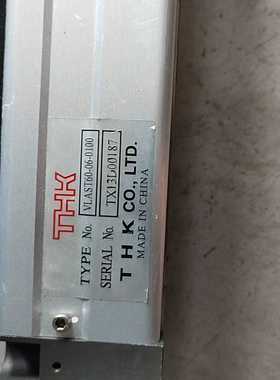 THK
TYPE No. VLAST60-06-0100
SERIAL No. TX13L00187
T H K CO., LTD.
MADE IN CHINA